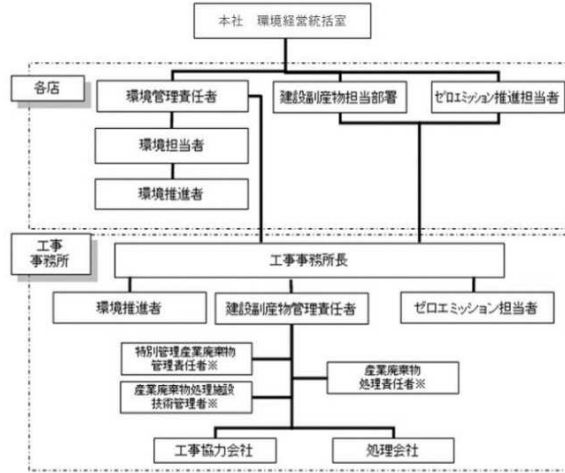 本社　環境経営統括室
各店
環境管理責任者
建設副産物担当部署
ゼロエミッション推進担当者
環境担当者
環境推進者
工事
事務所
工事事務所長
環境推進者
建設副産物管理責任者
ゼロエミッション担当者
特別管理産業廃棄物
管理責任者※
産業廃棄物
処理責任者※
産業廃棄物処理施設
技術管理者※
工事協力会社
処理会社